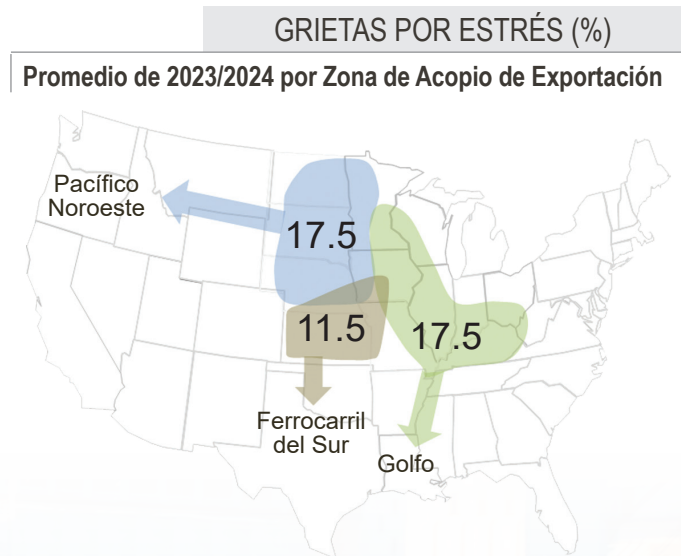 GRIETAS POR ESTRÉS (%)
Promedio de 2023/2024 por Zona de Acopio de Exportación
Pacífico
Noroeste
17.5
11.5
17.5
Ferrocarril
del Sur
Golfo